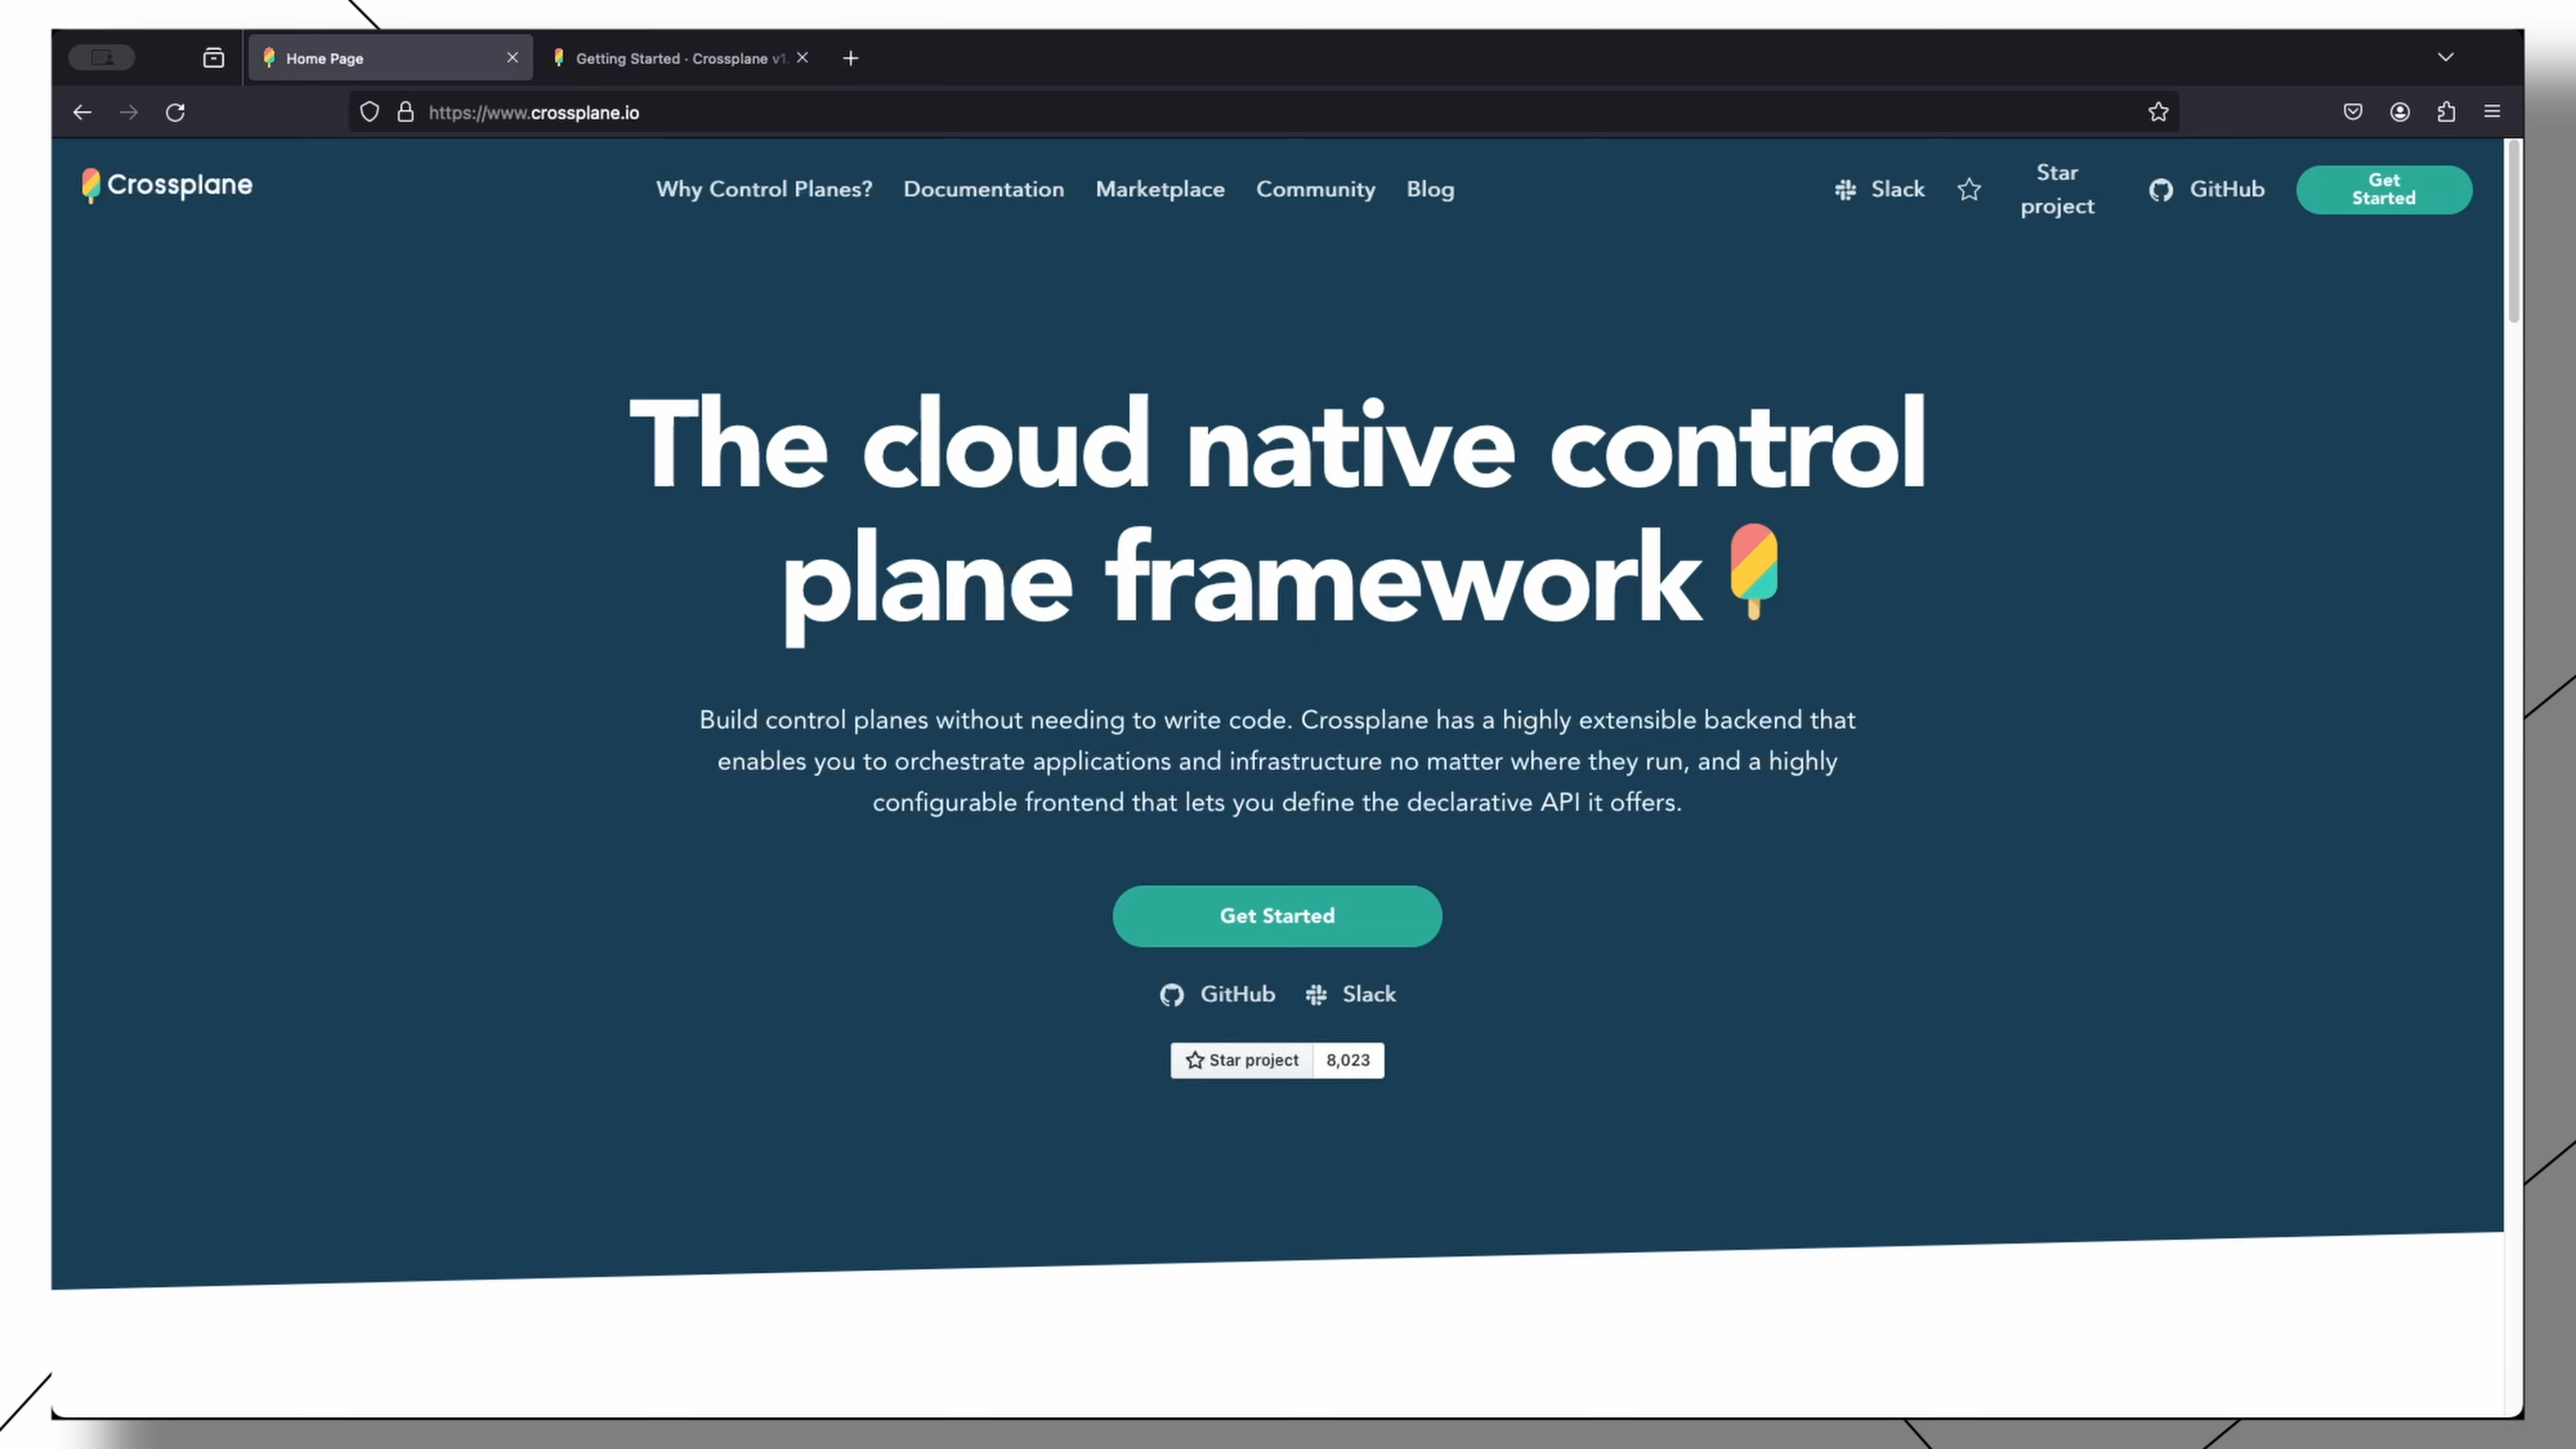 Home Page
Getting Started · Crossplane v1.
https://www.crossplane.io
Crossplane
Why Control Planes?
Documentation
Marketplace
Community
Blog
Slack
Star
project
GitHub
Get
Started
The cloud native control
plane framework
Build control planes without needing to write code. Crossplane has a highly extensible backend that
enables you to orchestrate applications and infrastructure no matter where they run, and a highly
configurable frontend that lets you define the declarative API it offers.
Get Started
GitHub
Slack
Star project
8,023